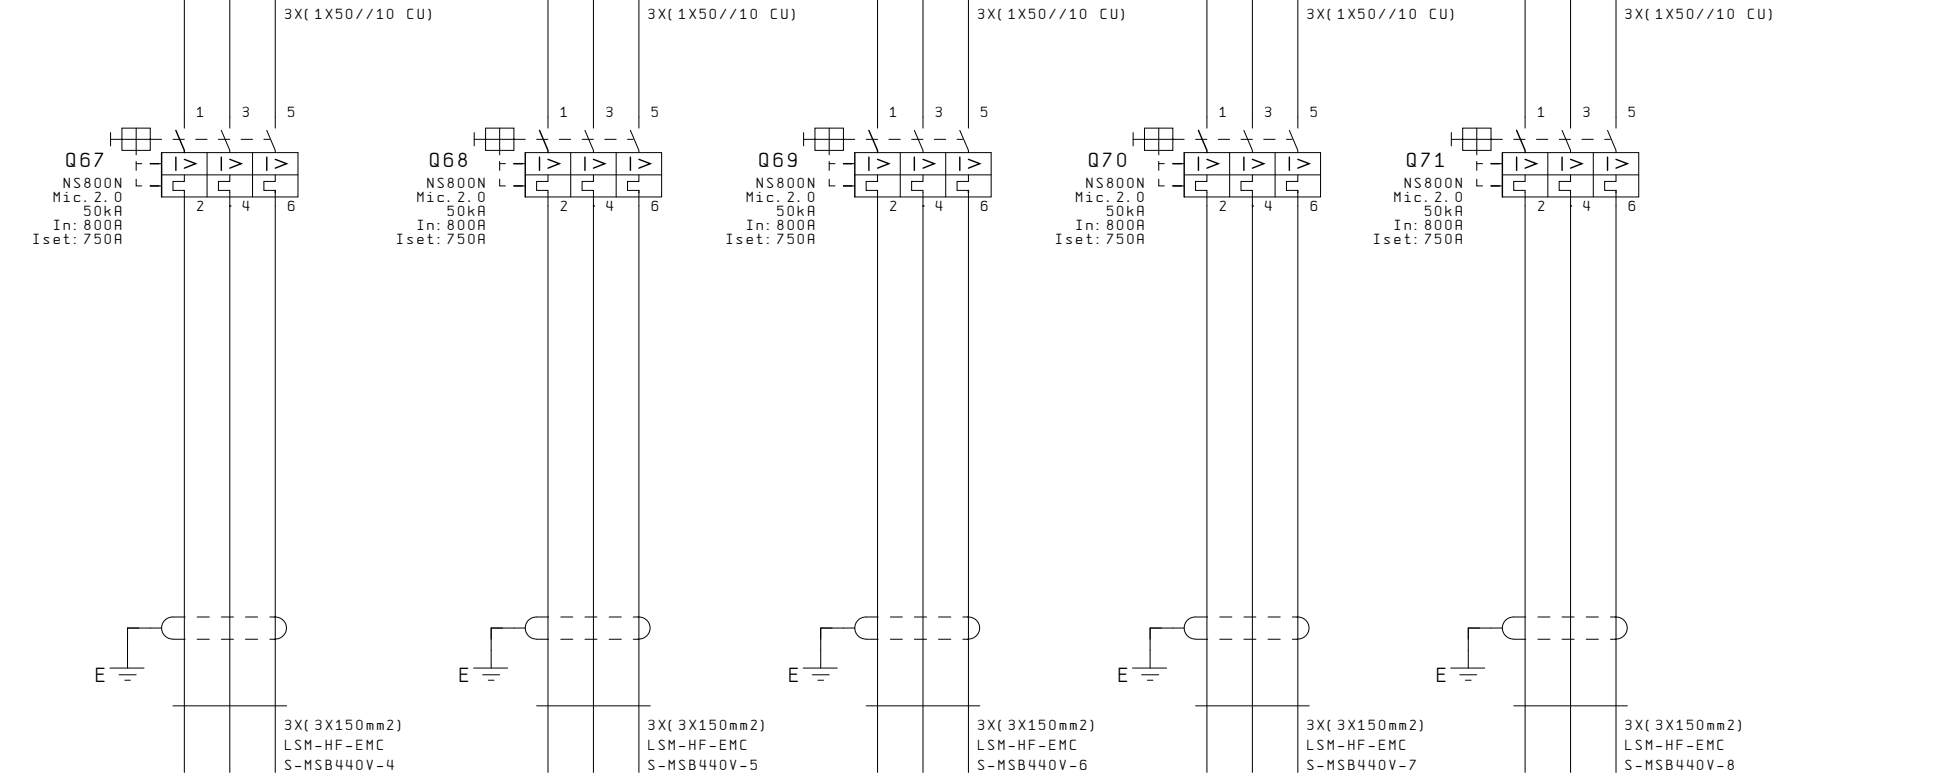 3X(1X50//10 CU)
3X(1X50//10 CU)
3X(1X50//10 CU)
3X(1X50//10 CU)
3X(1X50//10 CU)
1 3 5
1 3 5
1 3 5
1 3 5
1 3 5
Q67
NS800N
Mic.2.0
50kA
In:800A
Iset:750A
2 4 6
Q68
NS800N
Mic.2.0
50kA
In:800A
Iset:750A
2 4 6
Q69
NS800N
Mic.2.0
50kA
In:800A
Iset:750A
2 4 6
Q70
NS800N
Mic.2.0
50kA
In:800A
Iset:750A
2 4 6
Q71
NS800N
Mic.2.0
50kA
In:800A
Iset:750A
2 4 6
E
E
E
E
E
3X(3X150mm2)
LSM-HF-EMC
S-MSB440V-4
3X(3X150mm2)
LSM-HF-EMC
S-MSB440V-5
3X(3X150mm2)
LSM-HF-EMC
S-MSB440V-6
3X(3X150mm2)
LSM-HF-EMC
S-MSB440V-7
3X(3X150mm2)
LSM-HF-EMC
S-MSB440V-8